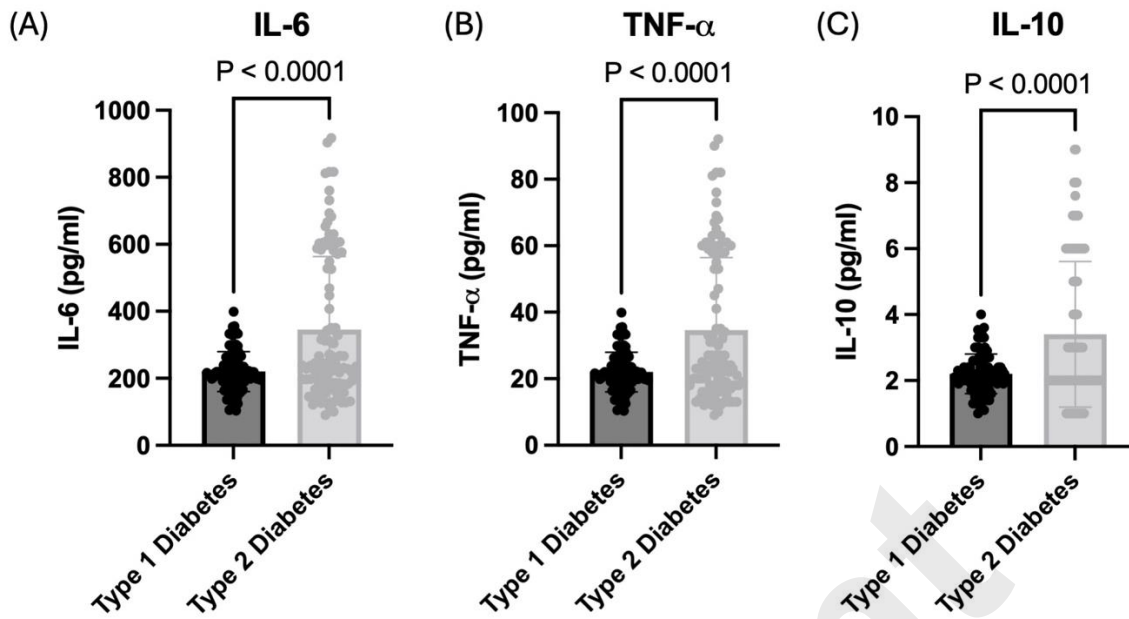 (A) IL-6
P < 0.0001
IL-6 (pg/ml)
1000
800
600
400
200
0
Type 1 Diabetes
Type 2 Diabetes
(B) TNF-α
P < 0.0001
TNF-α (pg/ml)
100
80
60
40
20
0
Type 1 Diabetes
Type 2 Diabetes
(C) IL-10
P < 0.0001
IL-10 (pg/ml)
10
8
6
4
2
0
Type 1 Diabetes
Type 2 Diabetes